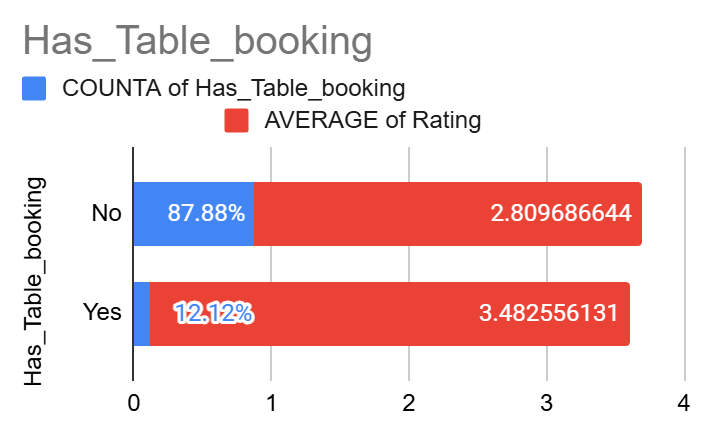 Has_Table_booking
COUNTA of Has_Table_booking
AVERAGE of Rating
Has_Table_booking
No 87.88% 2.809686644
Yes 12.12% 3.482556131
0 1 2 3 4